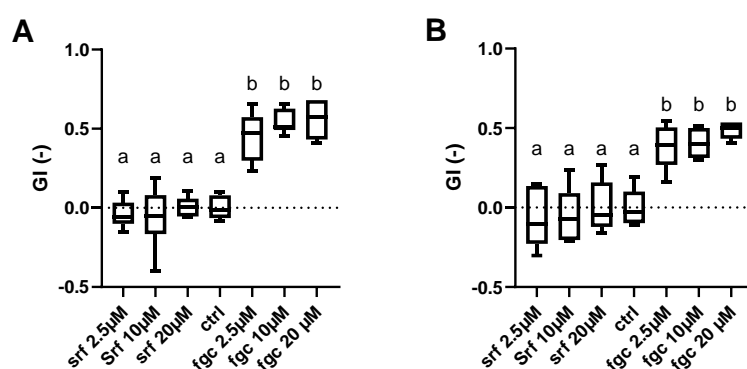 A
GI (-)
1.0
0.5
0.0
-0.5
a
a
a
a
b
b
b
srf 2.5µM
Srf 10µM
srf 20µM
ctrl
fgc 2.5µM
fgc 10µM
fgc 20 µM
B
GI (-)
1.0
0.5
0.0
-0.5
a
a
a
a
b
b
b
srf 2.5µM
Srf 10µM
srf 20µM
ctrl
fgc 2.5µM
fgc 10µM
fgc 20 µM